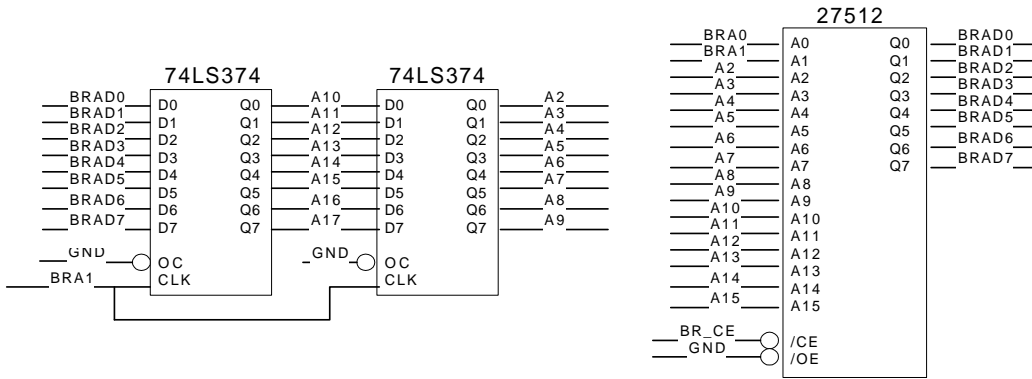 27512
74LS374
74LS374
BRAD0 D0 Q0 A10 D0 Q0 A2
BRAD1 D1 Q1 A11 D1 Q1 A3
BRAD2 D2 Q2 A12 D2 Q2 A4
BRAD3 D3 Q3 A13 D3 Q3 A5
BRAD4 D4 Q4 A14 D4 Q4 A6
BRAD5 D5 Q5 A15 D5 Q5 A7
BRAD6 D6 Q6 A16 D6 Q6 A8
BRAD7 D7 Q7 A17 D7 Q7 A9
GND OC GND OC
BRA1 CLK CLK
BRA0 A0 Q0 BRAD0
BRA1 A1 Q1 BRAD1
A2 A2 Q2 BRAD2
A3 A3 Q3 BRAD3
A4 A4 Q4 BRAD4
A5 A5 Q5 BRAD5
A6 A6 Q6 BRAD6
A7 A7 Q7 BRAD7
A8 A8
A9 A9
A10 A10
A11 A11
A12 A12
A13 A13
A14 A14
A15 A15
BR_CE /CE
GND /OE